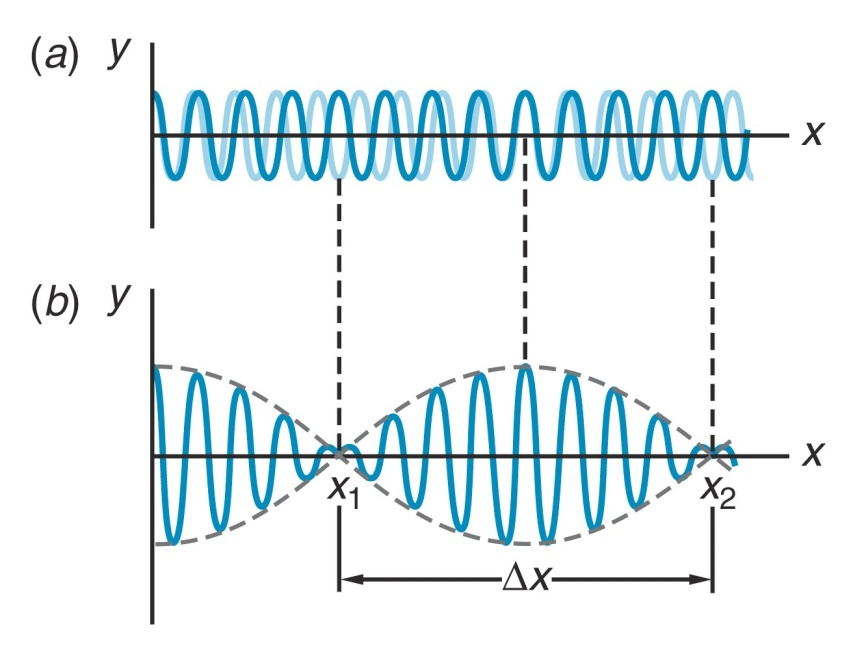 (a) y
x
(b) y
x
x₁ x₂
Δx